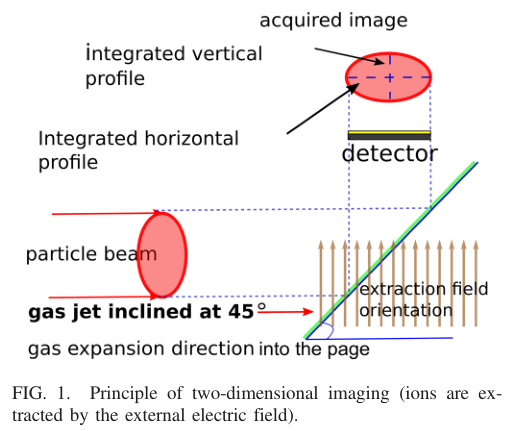 acquired image
Integrated vertical
profile
Integrated horizontal
profile
detector
particle beam
extraction field
orientation
gas jet inclined at 45°
gas expansion direction into the page
FIG. 1. Principle of two-dimensional imaging (ions are ex-
tracted by the external electric field).